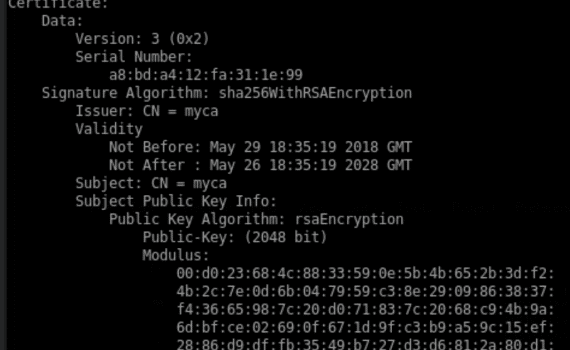 Certificate:
Data:
Version: 3 (0x2)
Serial Number:
a8:bd:a4:12:fa:31:1e:99
Signature Algorithm: sha256WithRSAEncryption
Issuer: CN = myca
Validity
Not Before: May 29 18:35:19 2018 GMT
Not After : May 26 18:35:19 2028 GMT
Subject: CN = myca
Subject Public Key Info:
Public Key Algorithm: rsaEncryption
Public-Key: (2048 bit)
Modulus:
00:d0:23:68:4c:88:33:59:0e:5b:4b:65:2b:3d:f2:
4b:2c:7e:0d:6b:04:79:59:c3:8e:29:09:86:38:37:
f4:36:65:98:7c:20:d0:71:83:7c:20:68:c9:4b:9a:
6d:bf:ce:02:69:0f:67:1d:9f:c3:b9:a5:9c:15:ef:
28:86:d9:df:fb:35:49:b7:27:d3:d6:81:2a:80:d1: